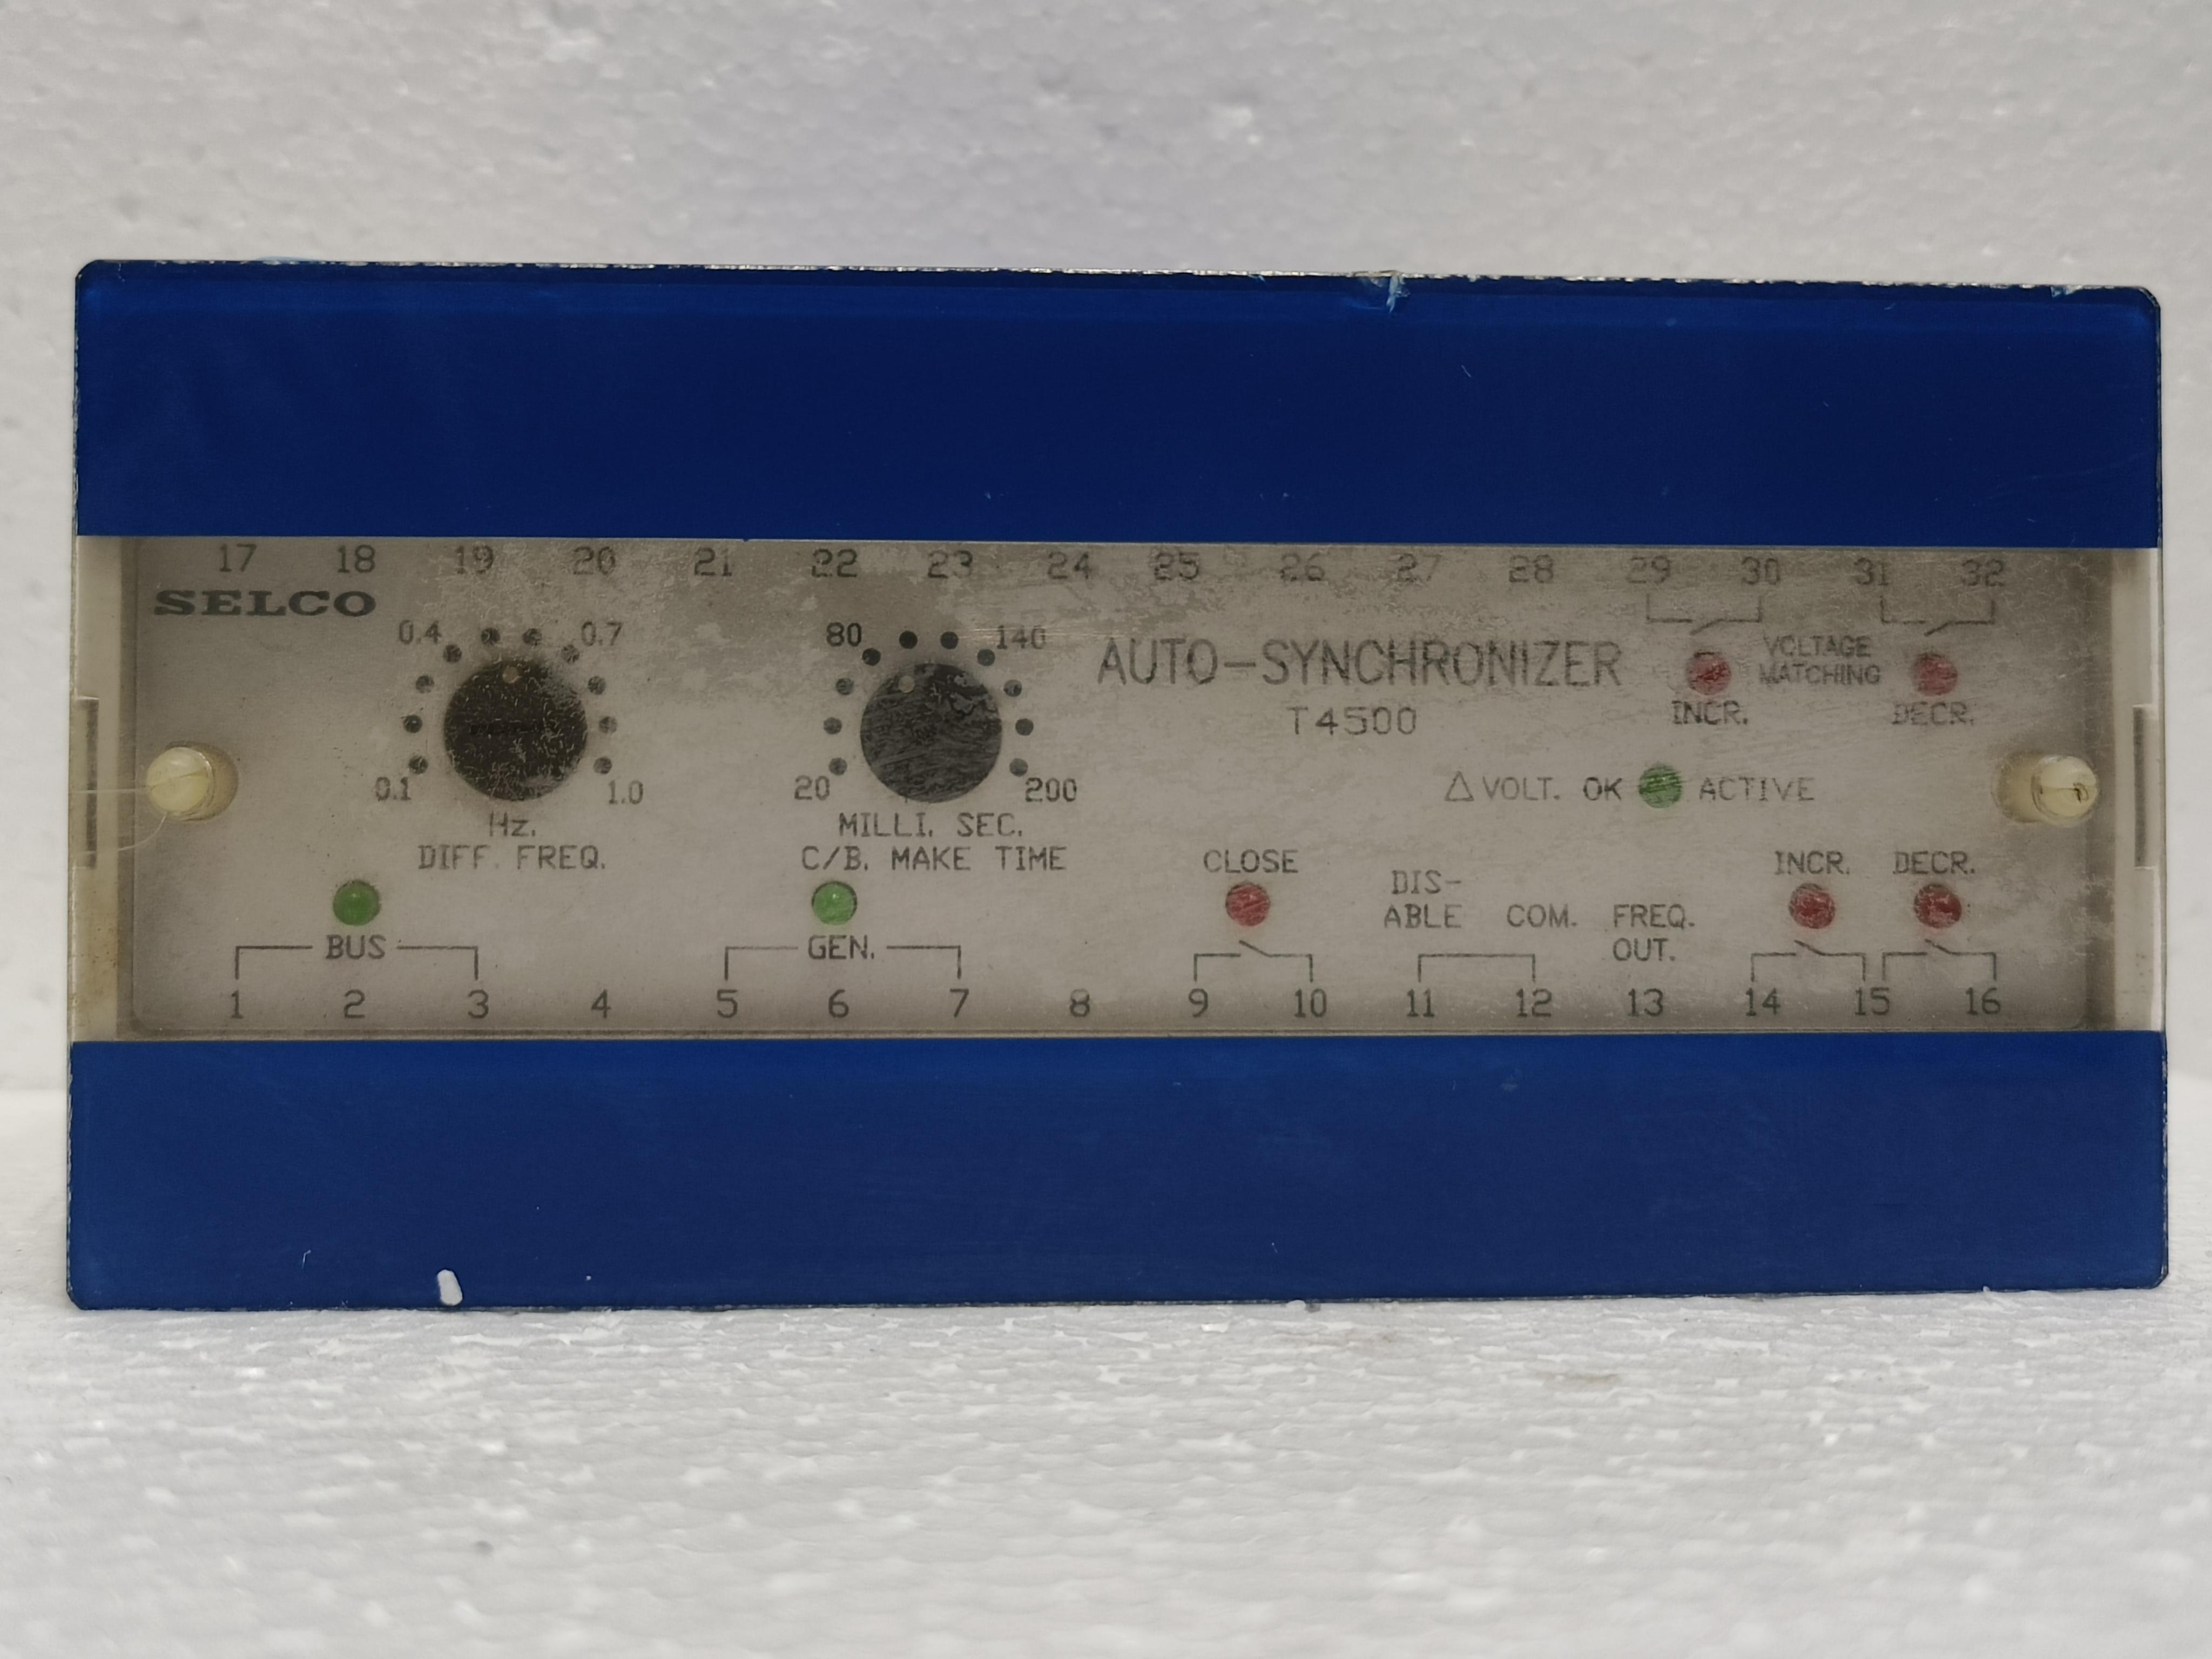 17 18 19 20 21 22 23 24 25 26 27 28 29 30 31 32
SELCO
0.4 0.7
0.1 1.0
Hz.
DIFF. FREQ.
80 140
20 200
MILLI. SEC.
C/B. MAKE TIME
AUTO-SYNCHRONIZER
T4500
VOLTAGE
MATCHING
INCR. DECR.
△ VOLT. OK ACTIVE
BUS
GEN.
CLOSE
DIS-
ABLE
COM.
FREQ.
OUT.
INCR. DECR.
1 2 3 4 5 6 7 8 9 10 11 12 13 14 15 16